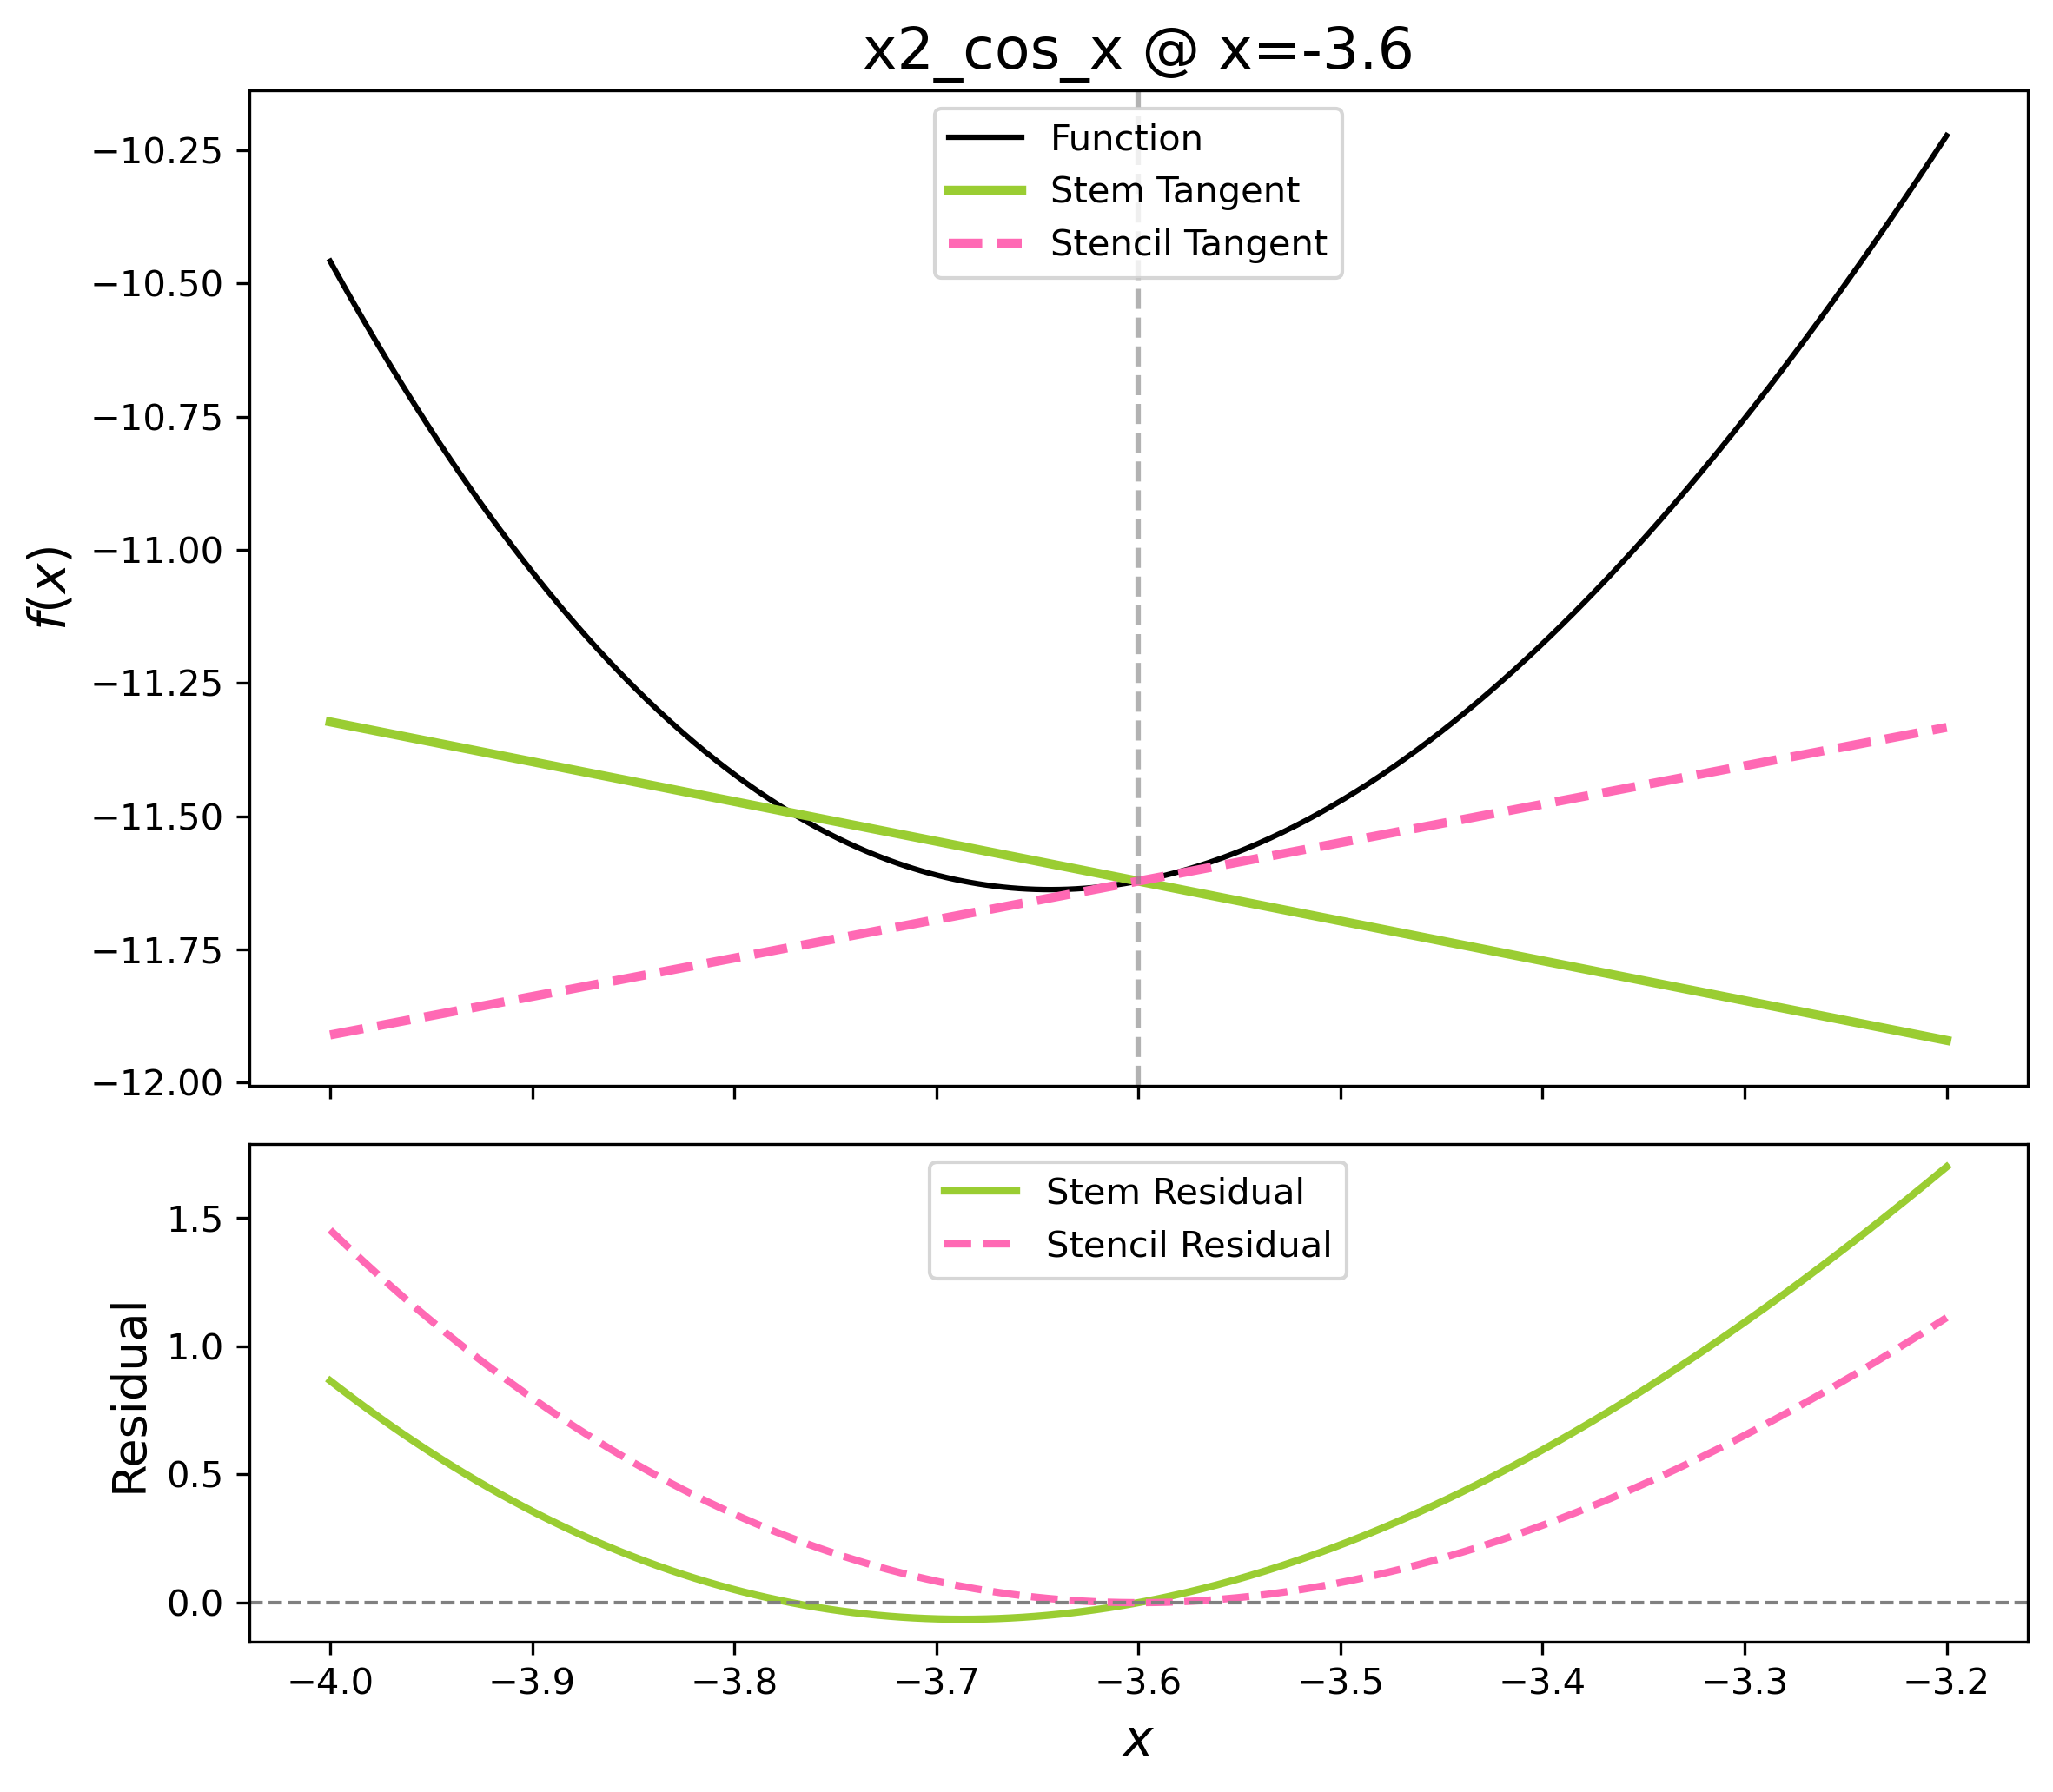 x2_cos_x @ x=-3.6
Function
Stem Tangent
Stencil Tangent
f(x)
−10.25
−10.50
−10.75
−11.00
−11.25
−11.50
−11.75
−12.00
Stem Residual
Stencil Residual
Residual
1.5
1.0
0.5
0.0
−4.0 −3.9 −3.8 −3.7 −3.6 −3.5 −3.4 −3.3 −3.2
x